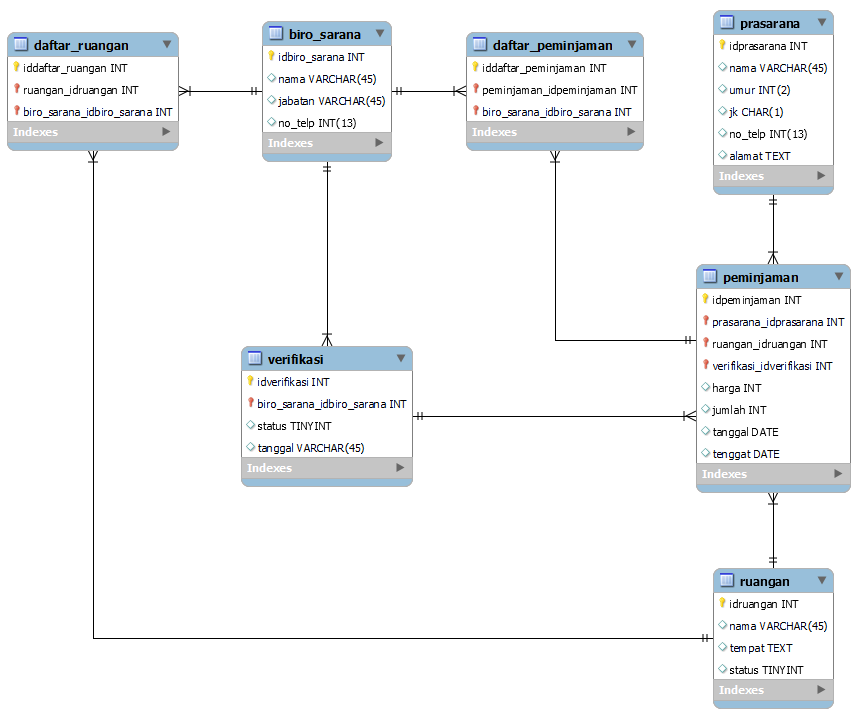 daftar_ruangan
iddaftar_ruangan INT
ruangan_idruangan INT
biro_sarana_idbiro_sarana INT
Indexes
biro_sarana
idbiro_sarana INT
nama VARCHAR(45)
jabatan VARCHAR(45)
no_telp INT(13)
Indexes
daftar_peminjaman
iddaftar_peminjaman INT
peminjaman_idpeminjaman INT
biro_sarana_idbiro_sarana INT
Indexes
prasarana
idprasarana INT
nama VARCHAR(45)
umur INT(2)
jk CHAR(1)
no_telp INT(13)
alamat TEXT
Indexes
verifikasi
idverifikasi INT
biro_sarana_idbiro_sarana INT
status TINYINT
tanggal VARCHAR(45)
Indexes
peminjaman
idpeminjaman INT
prasarana_idprasarana INT
ruangan_idruangan INT
verifikasi_idverifikasi INT
harga INT
jumlah INT
tanggal DATE
tenggat DATE
Indexes
ruangan
idruangan INT
nama VARCHAR(45)
tempat TEXT
status TINYINT
Indexes